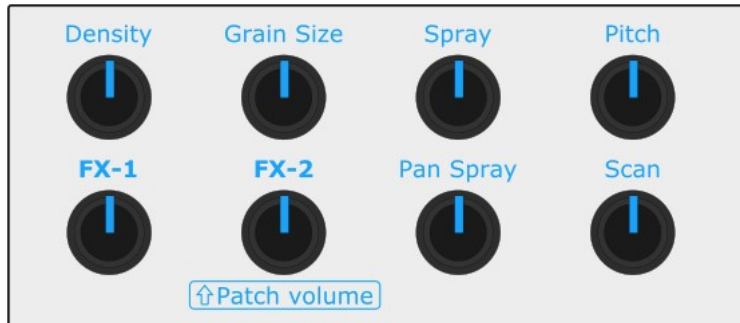 Density Grain Size Spray Pitch
FX-1 FX-2 Pan Spray Scan
⇧Patch volume